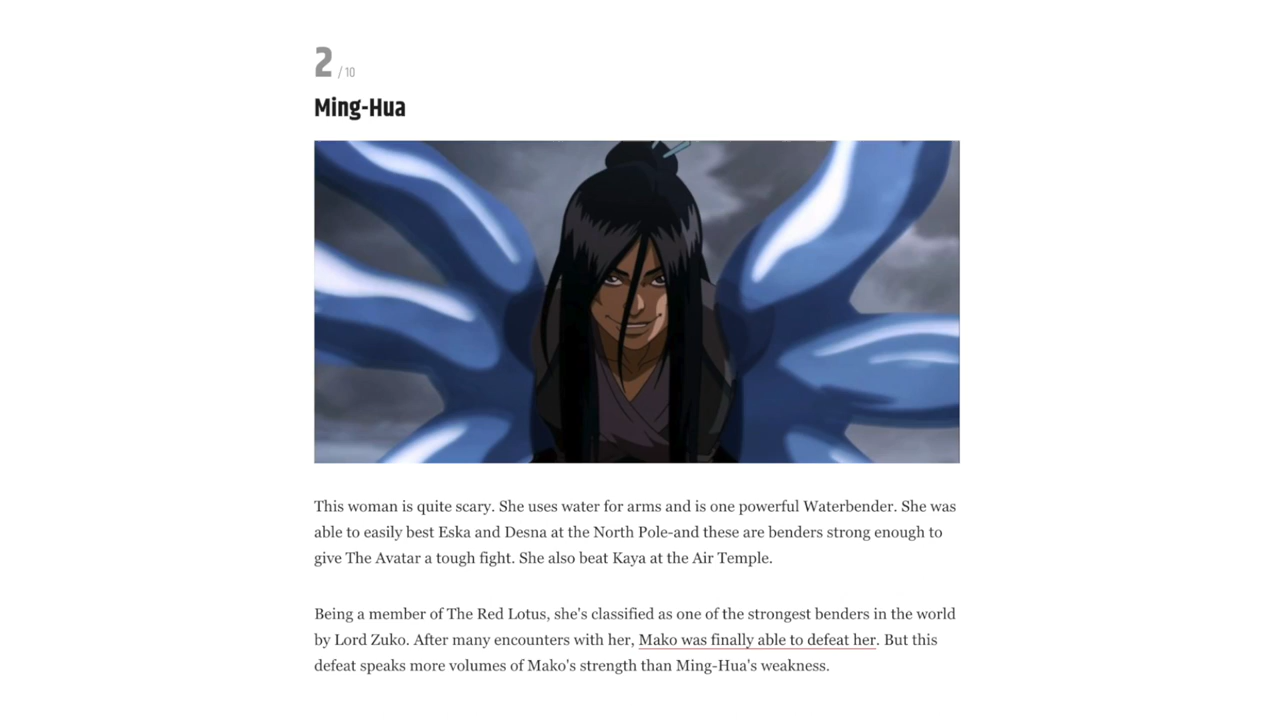 2 / 10
Ming-Hua
This woman is quite scary. She uses water for arms and is one powerful Waterbender. She was
able to easily best Eska and Desna at the North Pole-and these are benders strong enough to
give The Avatar a tough fight. She also beat Kaya at the Air Temple.
Being a member of The Red Lotus, she's classified as one of the strongest benders in the world
by Lord Zuko. After many encounters with her, Mako was finally able to defeat her. But this
defeat speaks more volumes of Mako's strength than Ming-Hua's weakness.